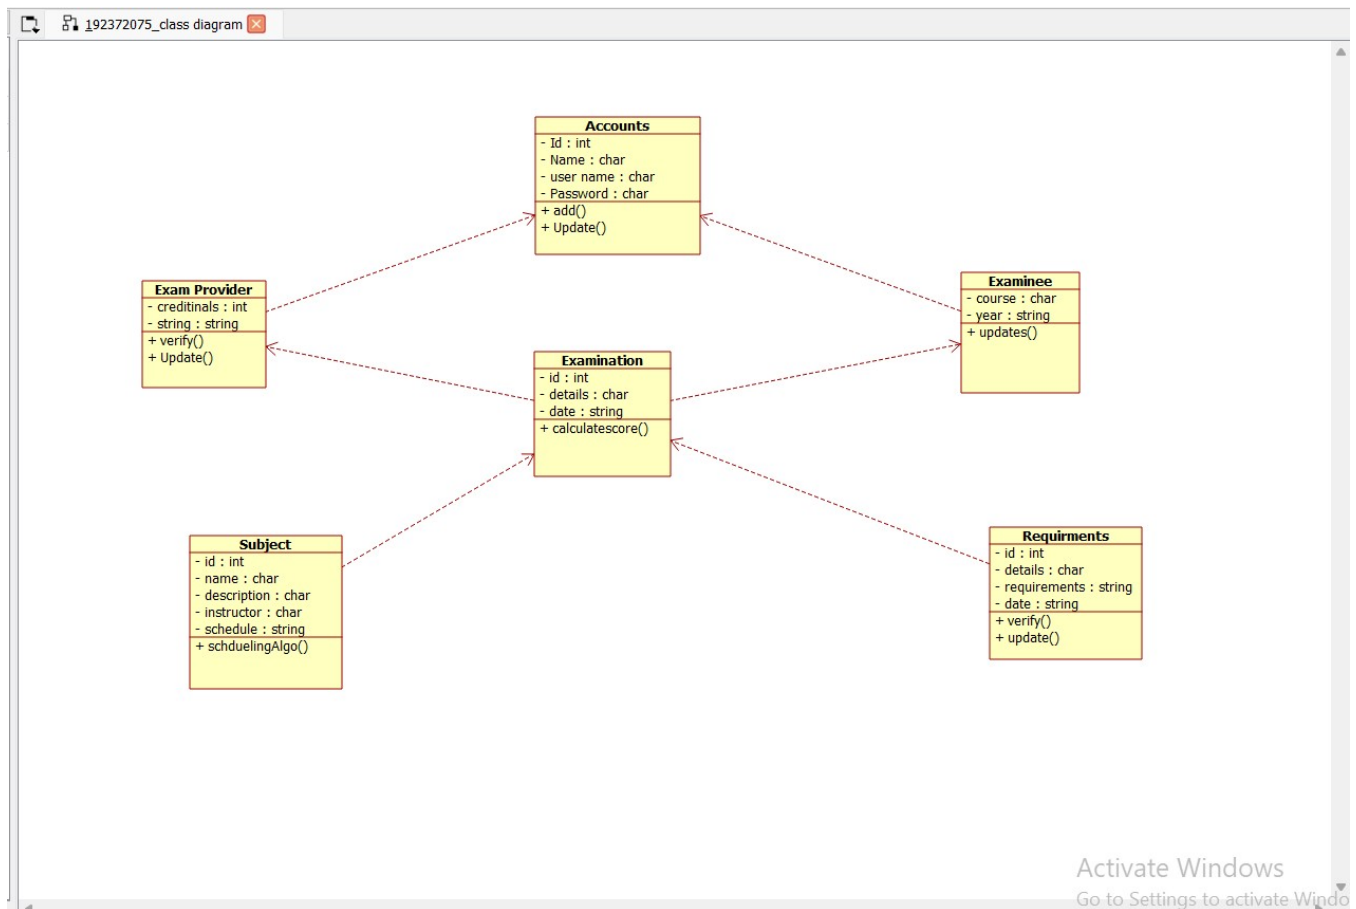 192372075_class diagram
Accounts
- Id : int
- Name : char
- user name : char
- Password : char
+ add()
+ Update()
Exam Provider
- creditinals : int
- string : string
+ verify()
+ Update()
Examinee
- course : char
- year : string
+ updates()
Examination
- id : int
- details : char
- date : string
+ calculatescore()
Subject
- id : int
- name : char
- description : char
- instructor : char
- schedule : string
+ schduelingAlgo()
Requirments
- id : int
- details : char
- requirements : string
- date : string
+ verify()
+ update()
Activate Windows
Go to Settings to activate Windo